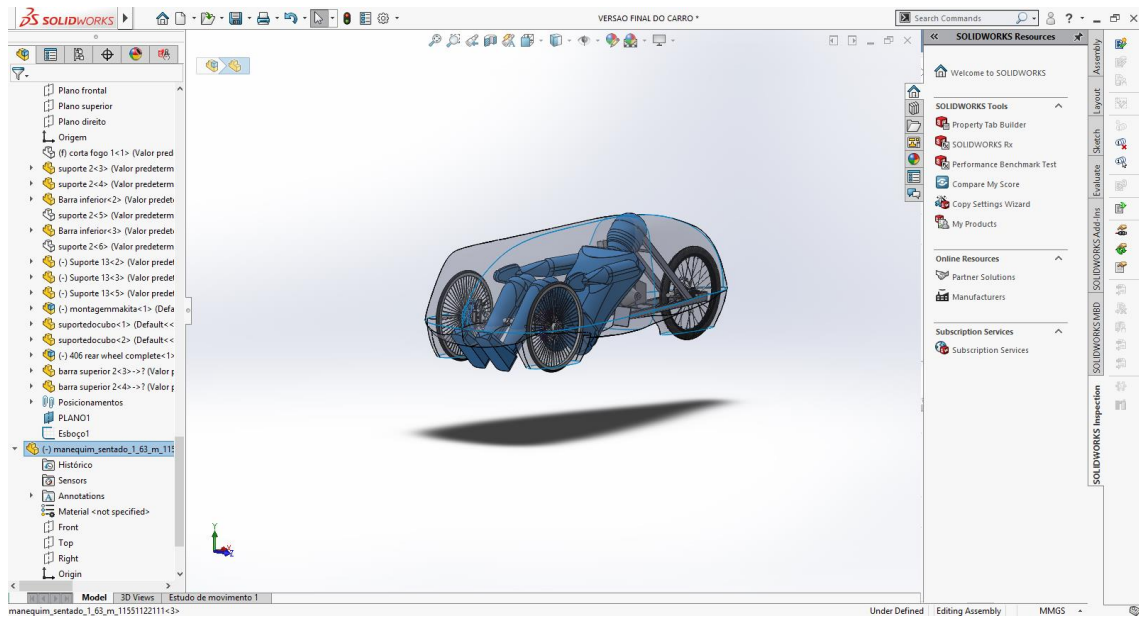 SOLIDWORKS
VERSAO FINAL DO CARRO *
Search Commands
?
Plano frontal
Plano superior
Plano direito
Origem
(f) corta fogo 1<1> (Valor pred
suporte 2<3> (Valor predeterm
suporte 2<4> (Valor predeterm
Barra inferior<2> (Valor predet
suporte 2<5> (Valor predeterm
Barra inferior<3> (Valor predet
suporte 2<6> (Valor predeterm
(-) Suporte 13<2> (Valor predet
(-) Suporte 13<3> (Valor predet
(-) Suporte 13<5> (Valor predet
(-) montagemmakita<1> (Defa
suportedocubo<1> (Default<<
suportedocubo<2> (Default<<
(-) 406 rear wheel complete<1>
barra superior 2<3>->? (Valor p
barra superior 2<4>->? (Valor p
Posicionamentos
PLANO1
Esboço1
(-) manequim_sentado_1_63_m_115
Histórico
Sensors
Annotations
Material <not specified>
Front
Top
Right
Origin
Y
X
Z
SOLIDWORKS Resources
Welcome to SOLIDWORKS
SOLIDWORKS Tools
Property Tab Builder
SOLIDWORKS Rx
Performance Benchmark Test
Compare My Score
Copy Settings Wizard
My Products
Online Resources
Partner Solutions
Manufacturers
Subscription Services
Subscription Services
Assembly
Layout
Sketch
Evaluate
SOLIDWORKS Add-Ins
SOLIDWORKS MBD
SOLIDWORKS Inspection
Model
3D Views
Estudo de movimento 1
manequim_sentado_1_63_m_11551122111<3>
Under Defined
Editing Assembly
MMGS